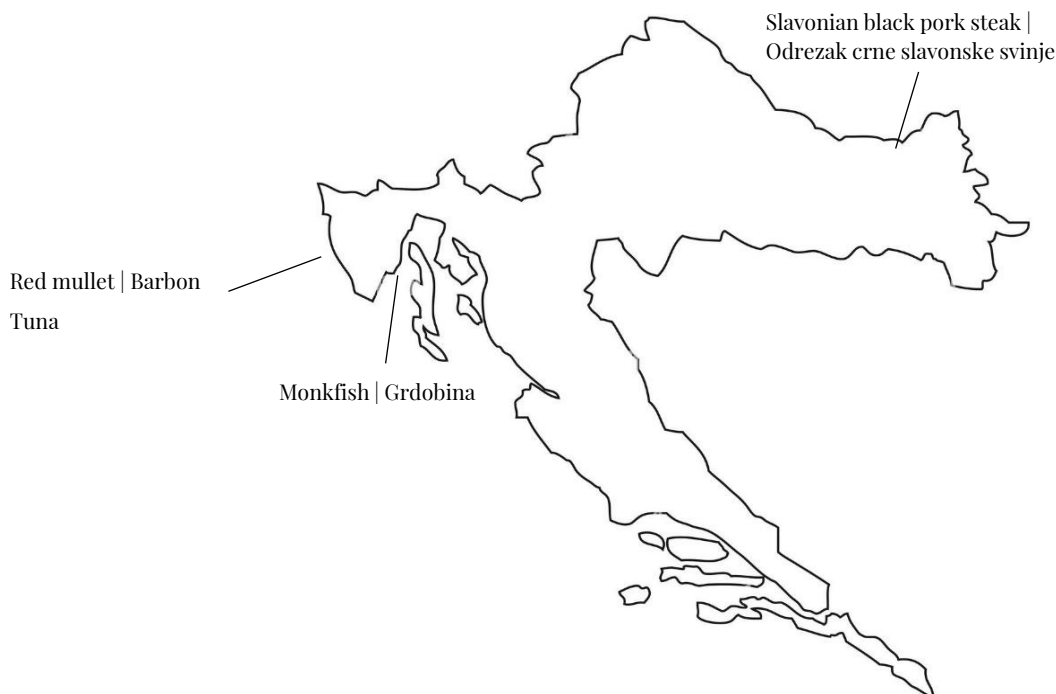 Slavonian black pork steak |
Odrezak crne slavonske svinje
Red mullet | Barbon
Tuna
Monkfish | Grdobina